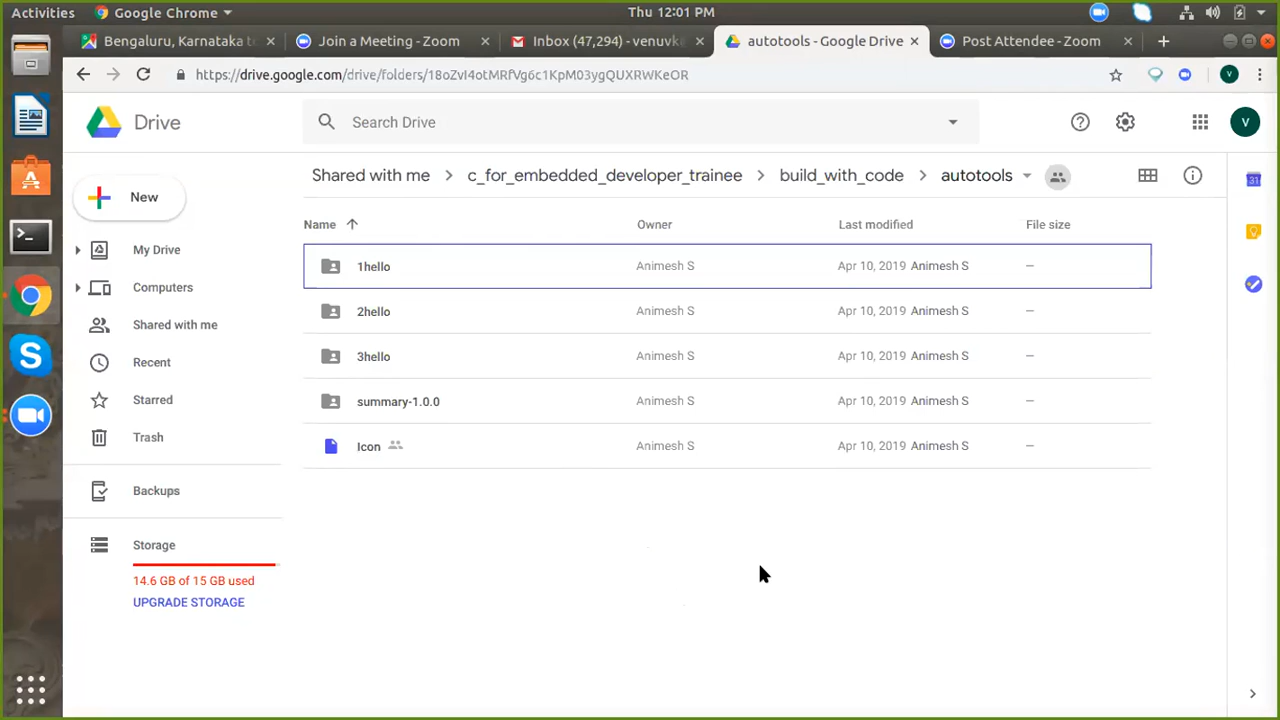 Activities Google Chrome Thu 12:01 PM
Bengaluru, Karnataka t Join a Meeting - Zoom Inbox (47,294) - venuvk autotools - Google Drive Post Attendee - Zoom
https://drive.google.com/drive/folders/18oZvI4otMRfVg6c1KpM03ygQUXRWKeOR V
Drive Search Drive V
Shared with me c_for_embedded_developer_trainee build_with_code autotools
New
Name Owner Last modified File size
My Drive
1hello Animesh S Apr 10, 2019 Animesh S –
Computers
2hello Animesh S Apr 10, 2019 Animesh S –
Shared with me
3hello Animesh S Apr 10, 2019 Animesh S –
Recent
summary-1.0.0 Animesh S Apr 10, 2019 Animesh S –
Starred
Icon Animesh S Apr 10, 2019 Animesh S –
Trash
Backups
Storage
14.6 GB of 15 GB used
UPGRADE STORAGE
31